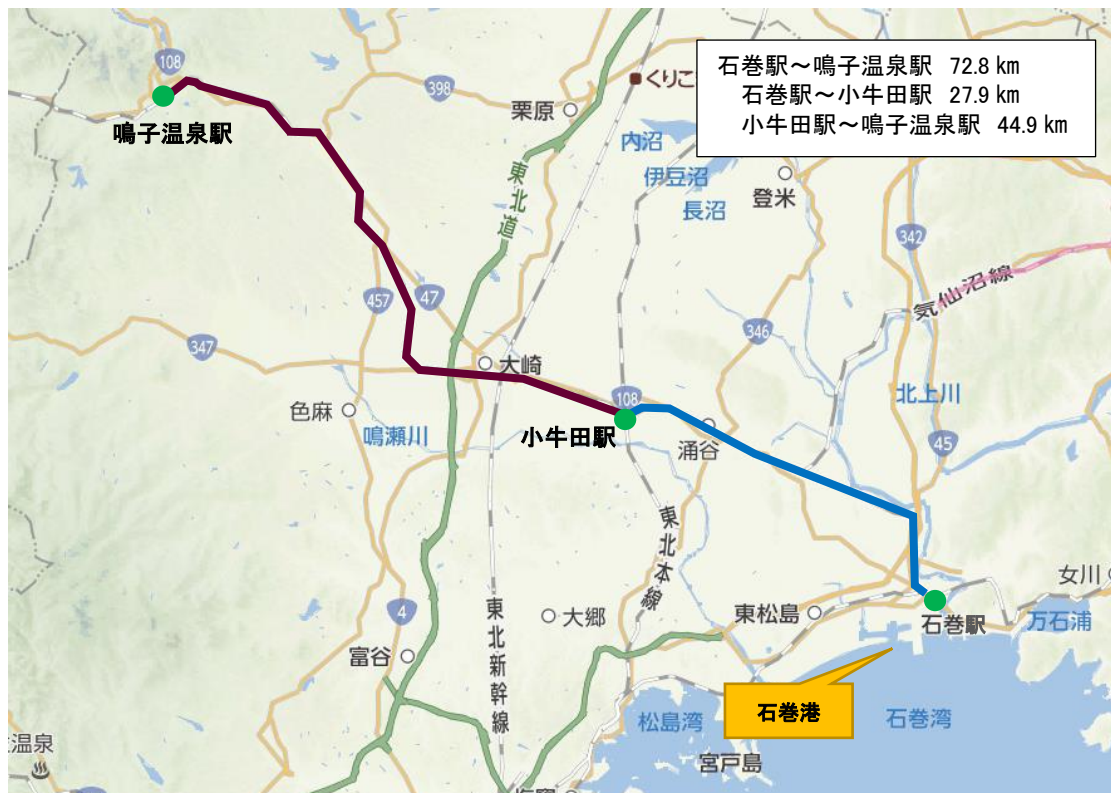 石巻駅～鳴子温泉駅 72.8 km
石巻駅～小牛田駅 27.9 km
小牛田駅～鳴子温泉駅 44.9 km
108
鳴子温泉駅
398
栗原
くりこ
内沼
伊豆沼
長沼
登米
東北道
342
気仙沼線
457
47
347
346
大崎
108
北上川
色麻
鳴瀬川
小牛田駅
涌谷
45
東北本線
女川
4
大郷
東松島
石巻駅
万石浦
富谷
東北新幹線
石巻港
松島湾
石巻湾
温泉
宮戸島